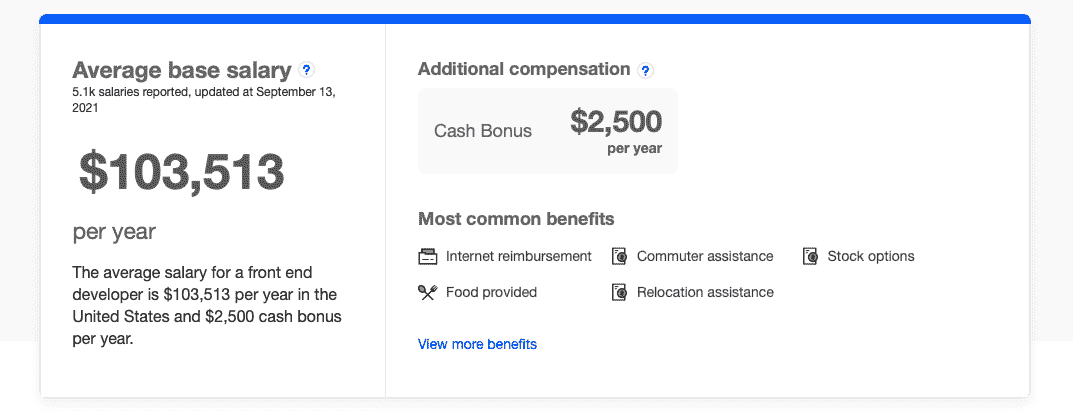 Average base salary ?
5.1k salaries reported, updated at September 13,
2021
$103,513
per year
The average salary for a front end
developer is $103,513 per year in the
United States and $2,500 cash bonus
per year.
Additional compensation ?
Cash Bonus $2,500
per year
Most common benefits
Internet reimbursement Commuter assistance Stock options
Food provided Relocation assistance
View more benefits